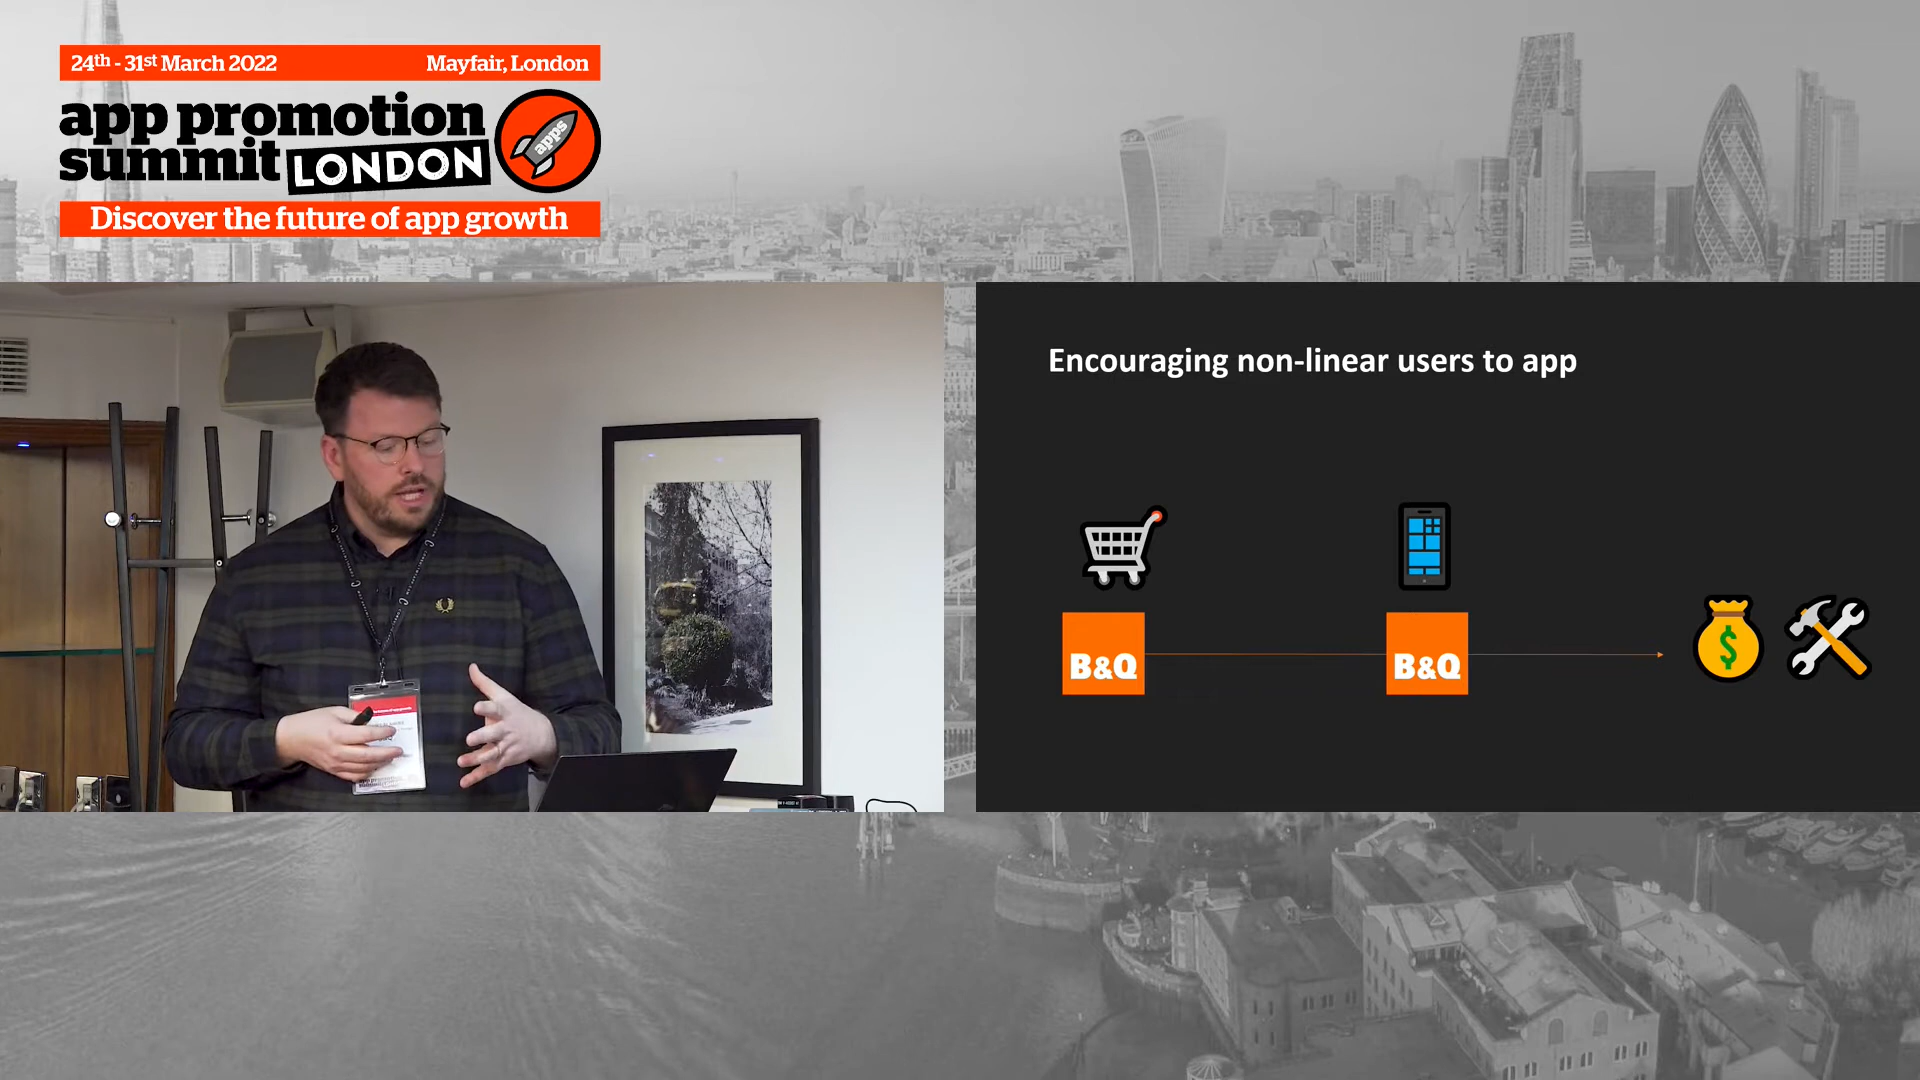 24th - 31st March 2022
Mayfair, London
app promotion
summit LONDON
apps
Discover the future of app growth
Encouraging non-linear users to app
$
B&Q
B&Q